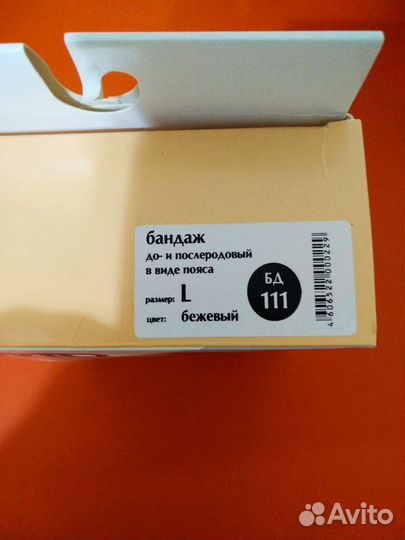 бандаж
до- и послеродовый
в виде пояса
размер: L
цвет: бежевый
БД
111
4606522000229
Avito